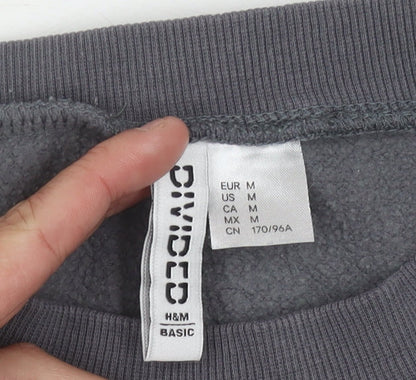 DIVIDED
H&M
BASIC
EUR M
US M
CA M
MX M
CN 170/96A